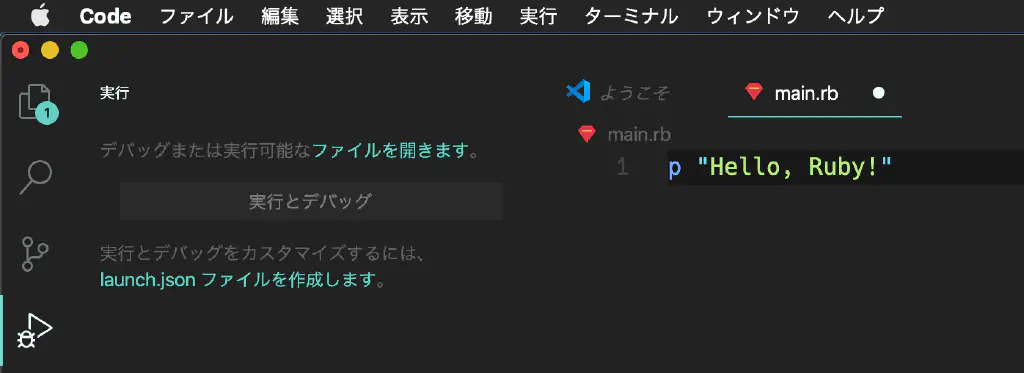 Code ファイル 編集 選択 表示 移動 実行 ターミナル ウィンドウ ヘルプ
1
実行
デバッグまたは実行可能なファイルを開きます。
実行とデバッグ
実行とデバッグをカスタマイズするには、
launch.json ファイルを作成します。
ようこそ
main.rb
main.rb
1 p "Hello, Ruby!"